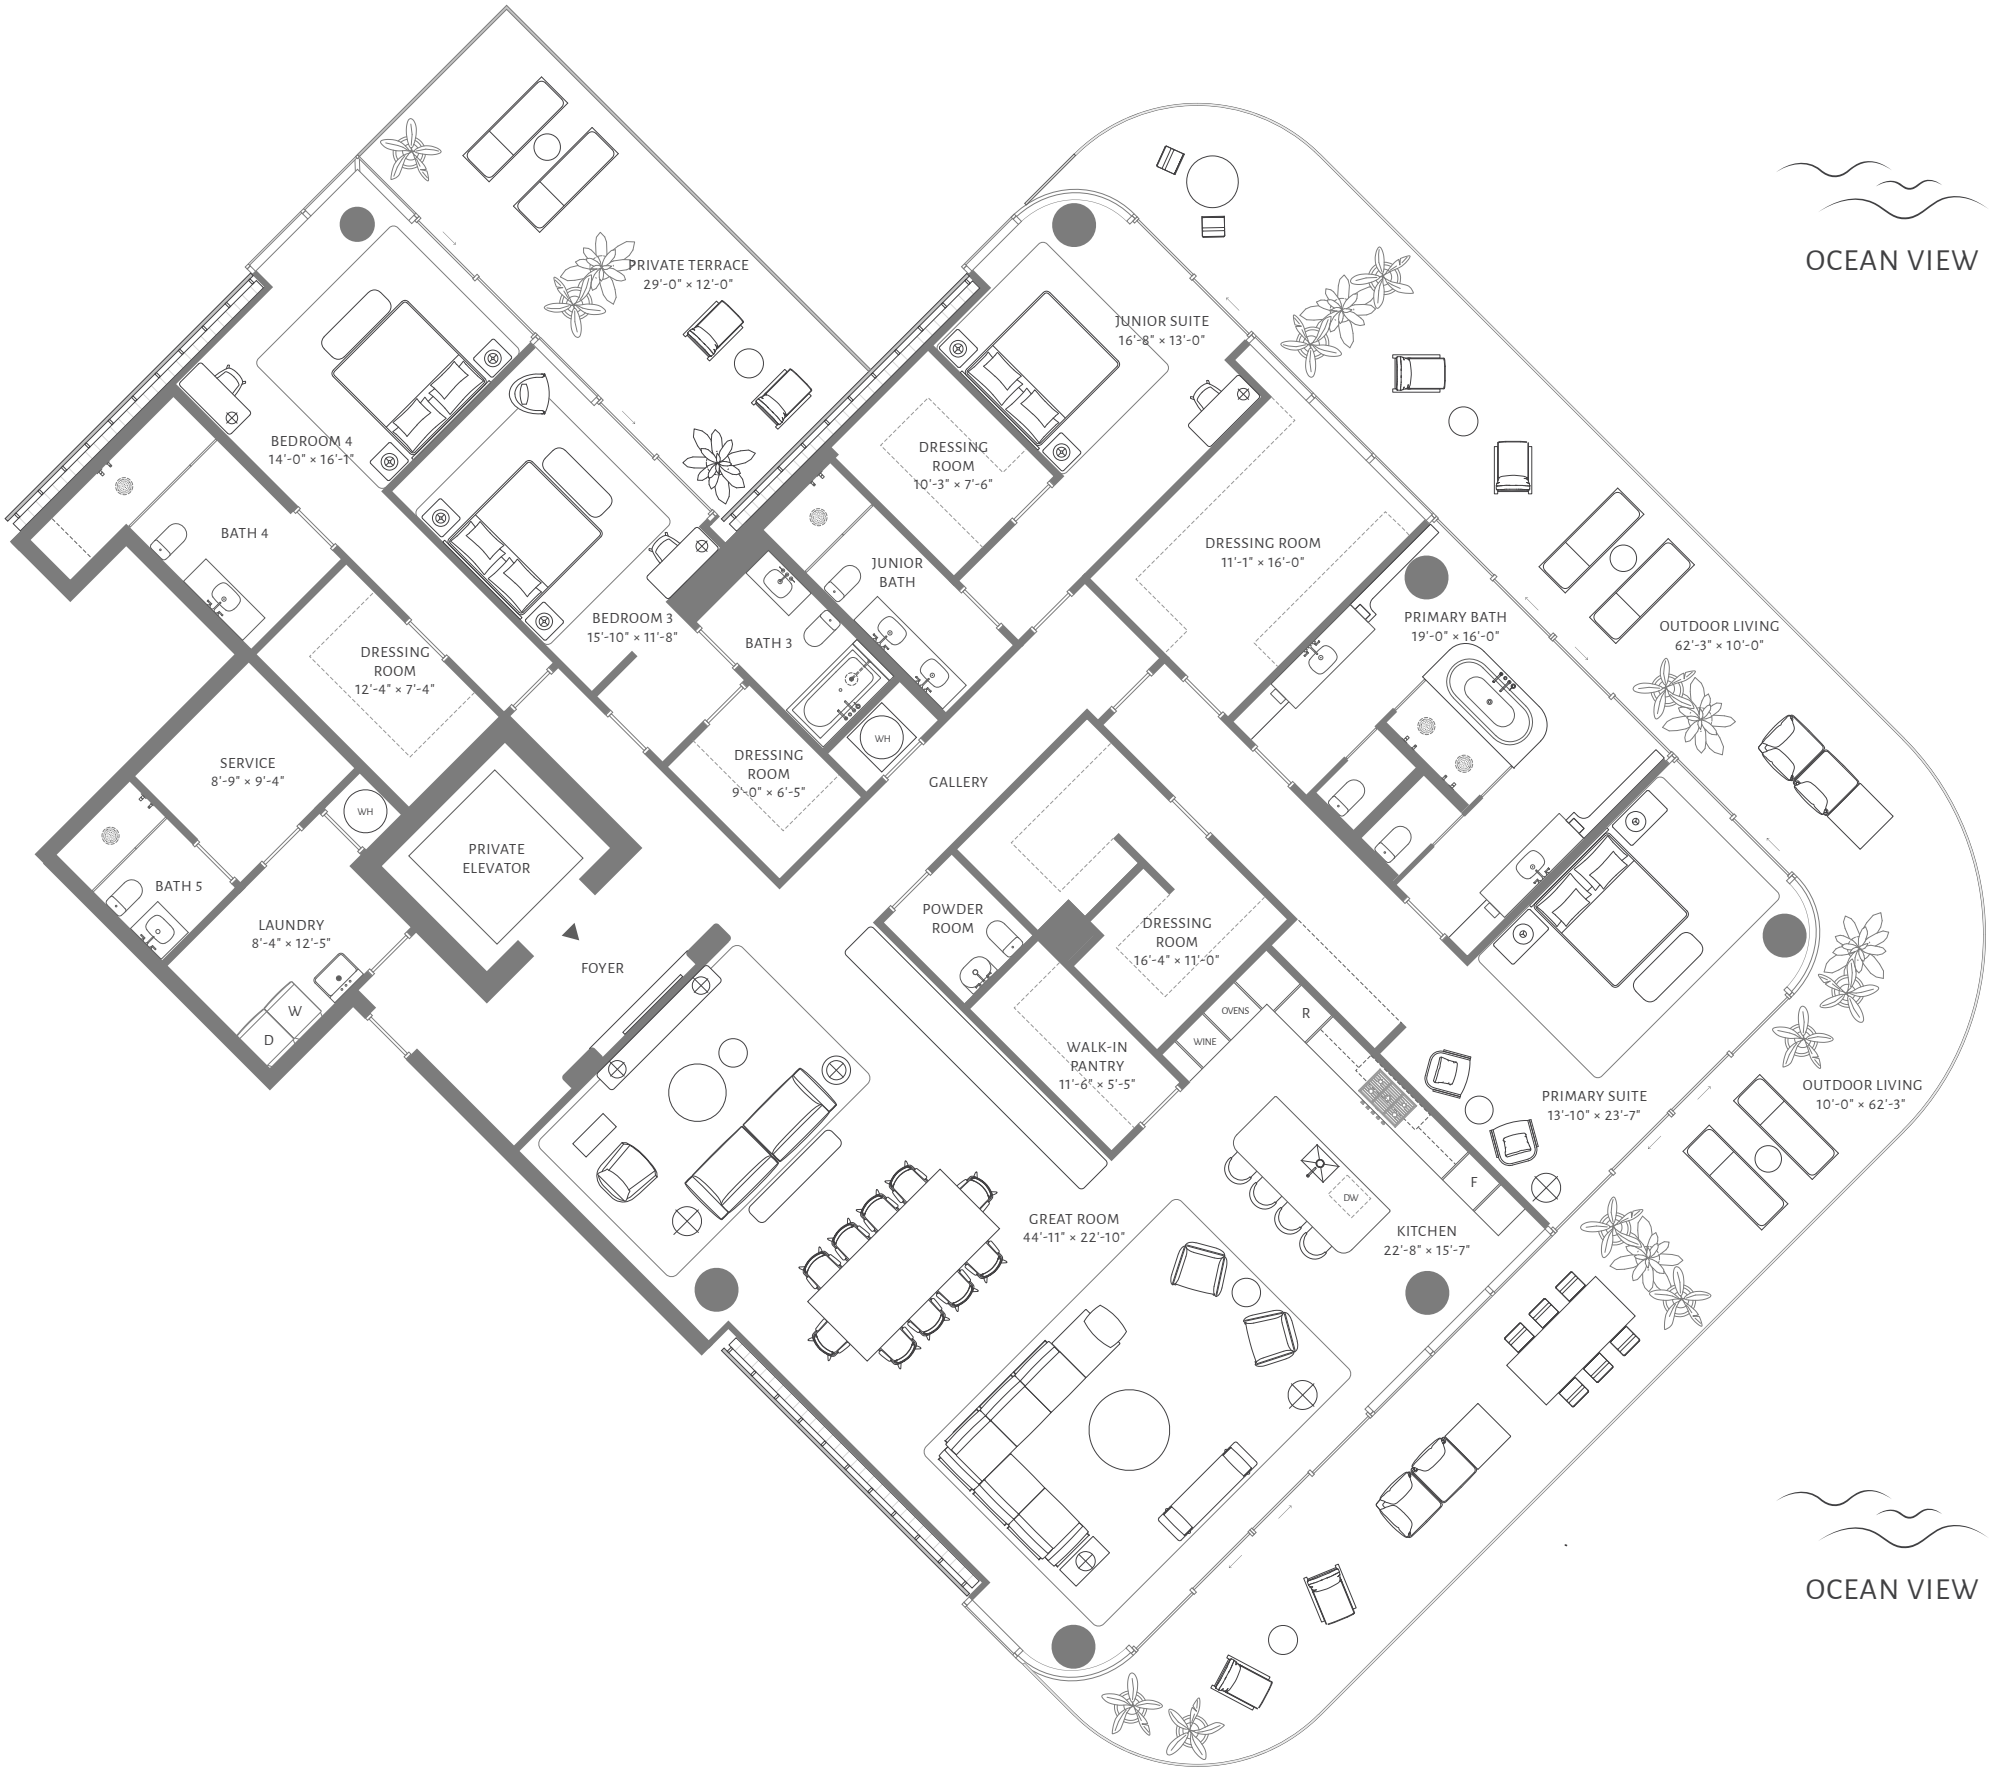 OCEAN VIEW
PRIVATE TERRACE
29'-0" × 12'-0"
JUNIOR SUITE
16'-8" × 13'-0"
BEDROOM 4
14'-0" × 16'-1"
DRESSING
ROOM
10'-3" × 7'-6"
BATH 4
JUNIOR
BATH
DRESSING ROOM
11'-1" × 16'-0"
BEDROOM 3
15'-10" × 11'-8"
BATH 3
PRIMARY BATH
19'-0" × 16'-0"
OUTDOOR LIVING
62'-3" × 10'-0"
DRESSING
ROOM
12'-4" × 7'-4"
WH
SERVICE
8'-9" × 9'-4"
DRESSING
ROOM
9'-0" × 6'-5"
GALLERY
WH
PRIVATE
ELEVATOR
BATH 5
LAUNDRY
8'-4" × 12'-5"
POWDER
ROOM
DRESSING
ROOM
16'-4" × 11'-0"
FOYER
W
D
OVENS
R
WINE
WALK-IN
PANTRY
11'-6" × 5'-5"
PRIMARY SUITE
13'-10" × 23'-7"
OUTDOOR LIVING
10'-0" × 62'-3"
F
DW
GREAT ROOM
44'-11" × 22'-10"
KITCHEN
22'-8" × 15'-7"
OCEAN VIEW